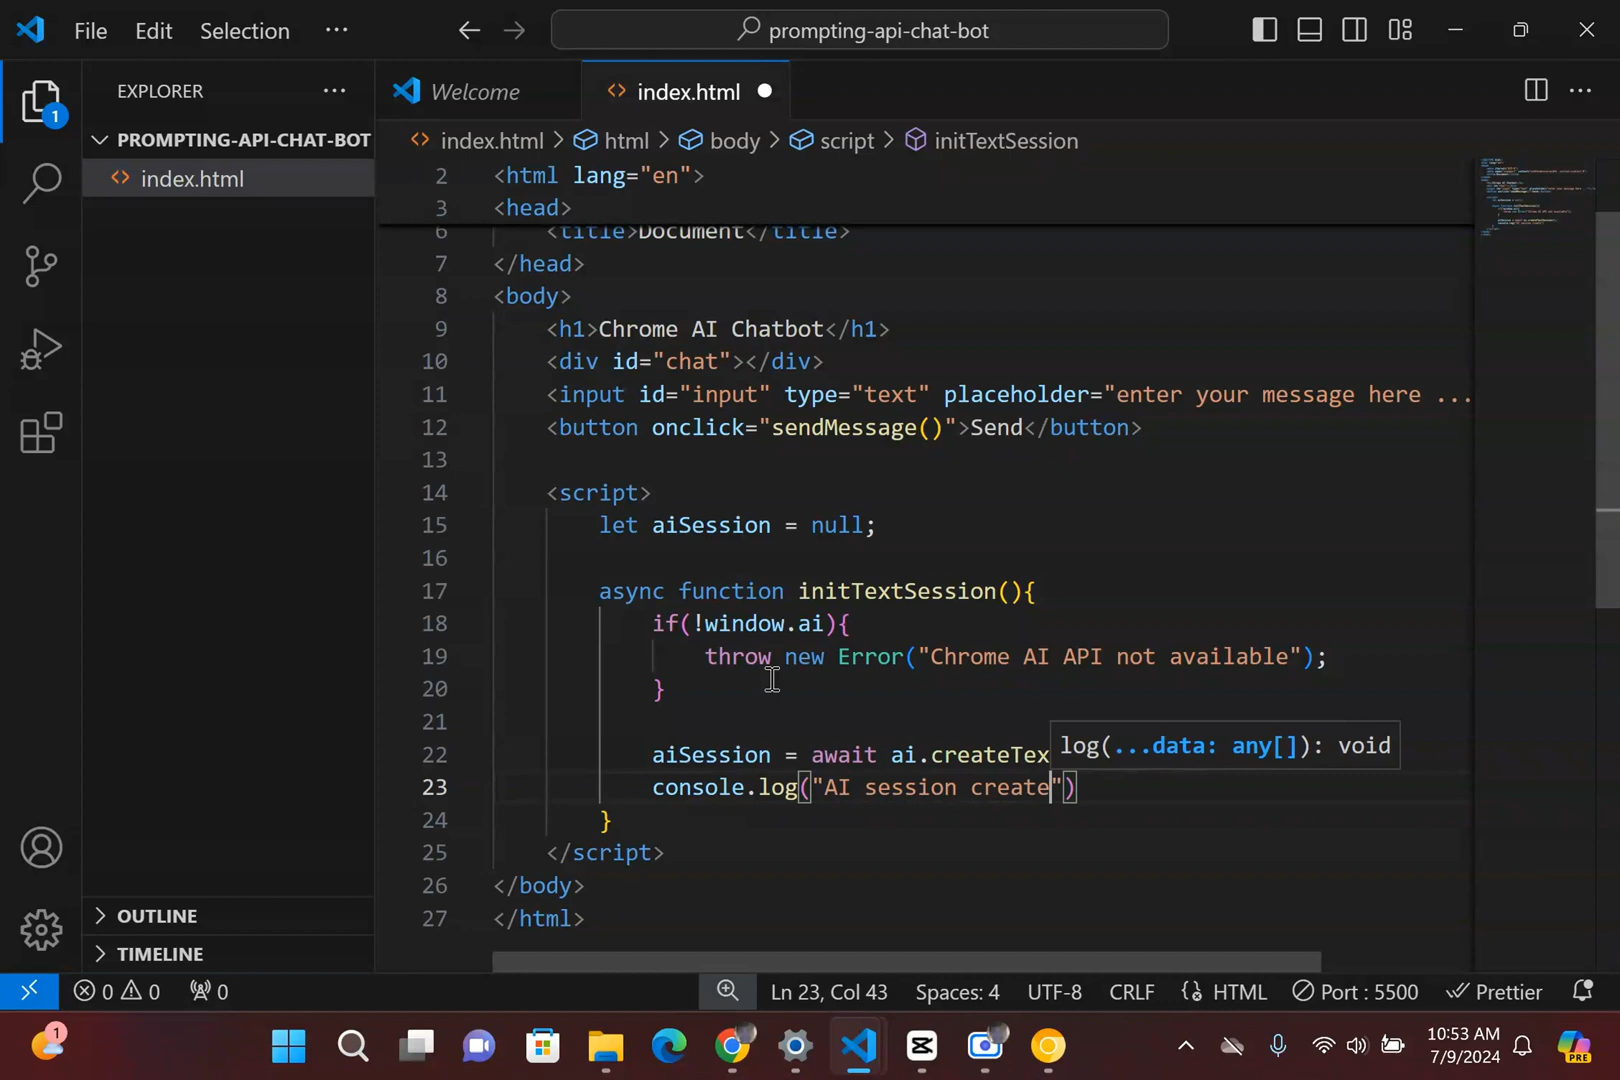 File Edit Selection ··· prompting-api-chat-bot
EXPLORER ···
Welcome index.html
1
PROMPTING-API-CHAT-BOT
index.html > html > body > script > initTextSession
index.html
2 <html lang="en">
3 <head>
6 <title>Document</title>
7 </head>
8 <body>
9 <h1>Chrome AI Chatbot</h1>
10 <div id="chat"></div>
11 <input id="input" type="text" placeholder="enter your message here ...
12 <button onclick="sendMessage()">Send</button>
13
14 <script>
15 let aiSession = null;
16
17 async function initTextSession(){
18 if(!window.ai){
19 throw new Error("Chrome AI API not available");
20 }
21
22 aiSession = await ai.createTex
log(...data: any[]): void
23 console.log("AI session create")
24 }
25 </script>
26 </body>
27 </html>
OUTLINE
TIMELINE
0 0 0 Ln 23, Col 43 Spaces: 4 UTF-8 CRLF HTML Port : 5500 Prettier
1
10:53 AM
7/9/2024
PRE